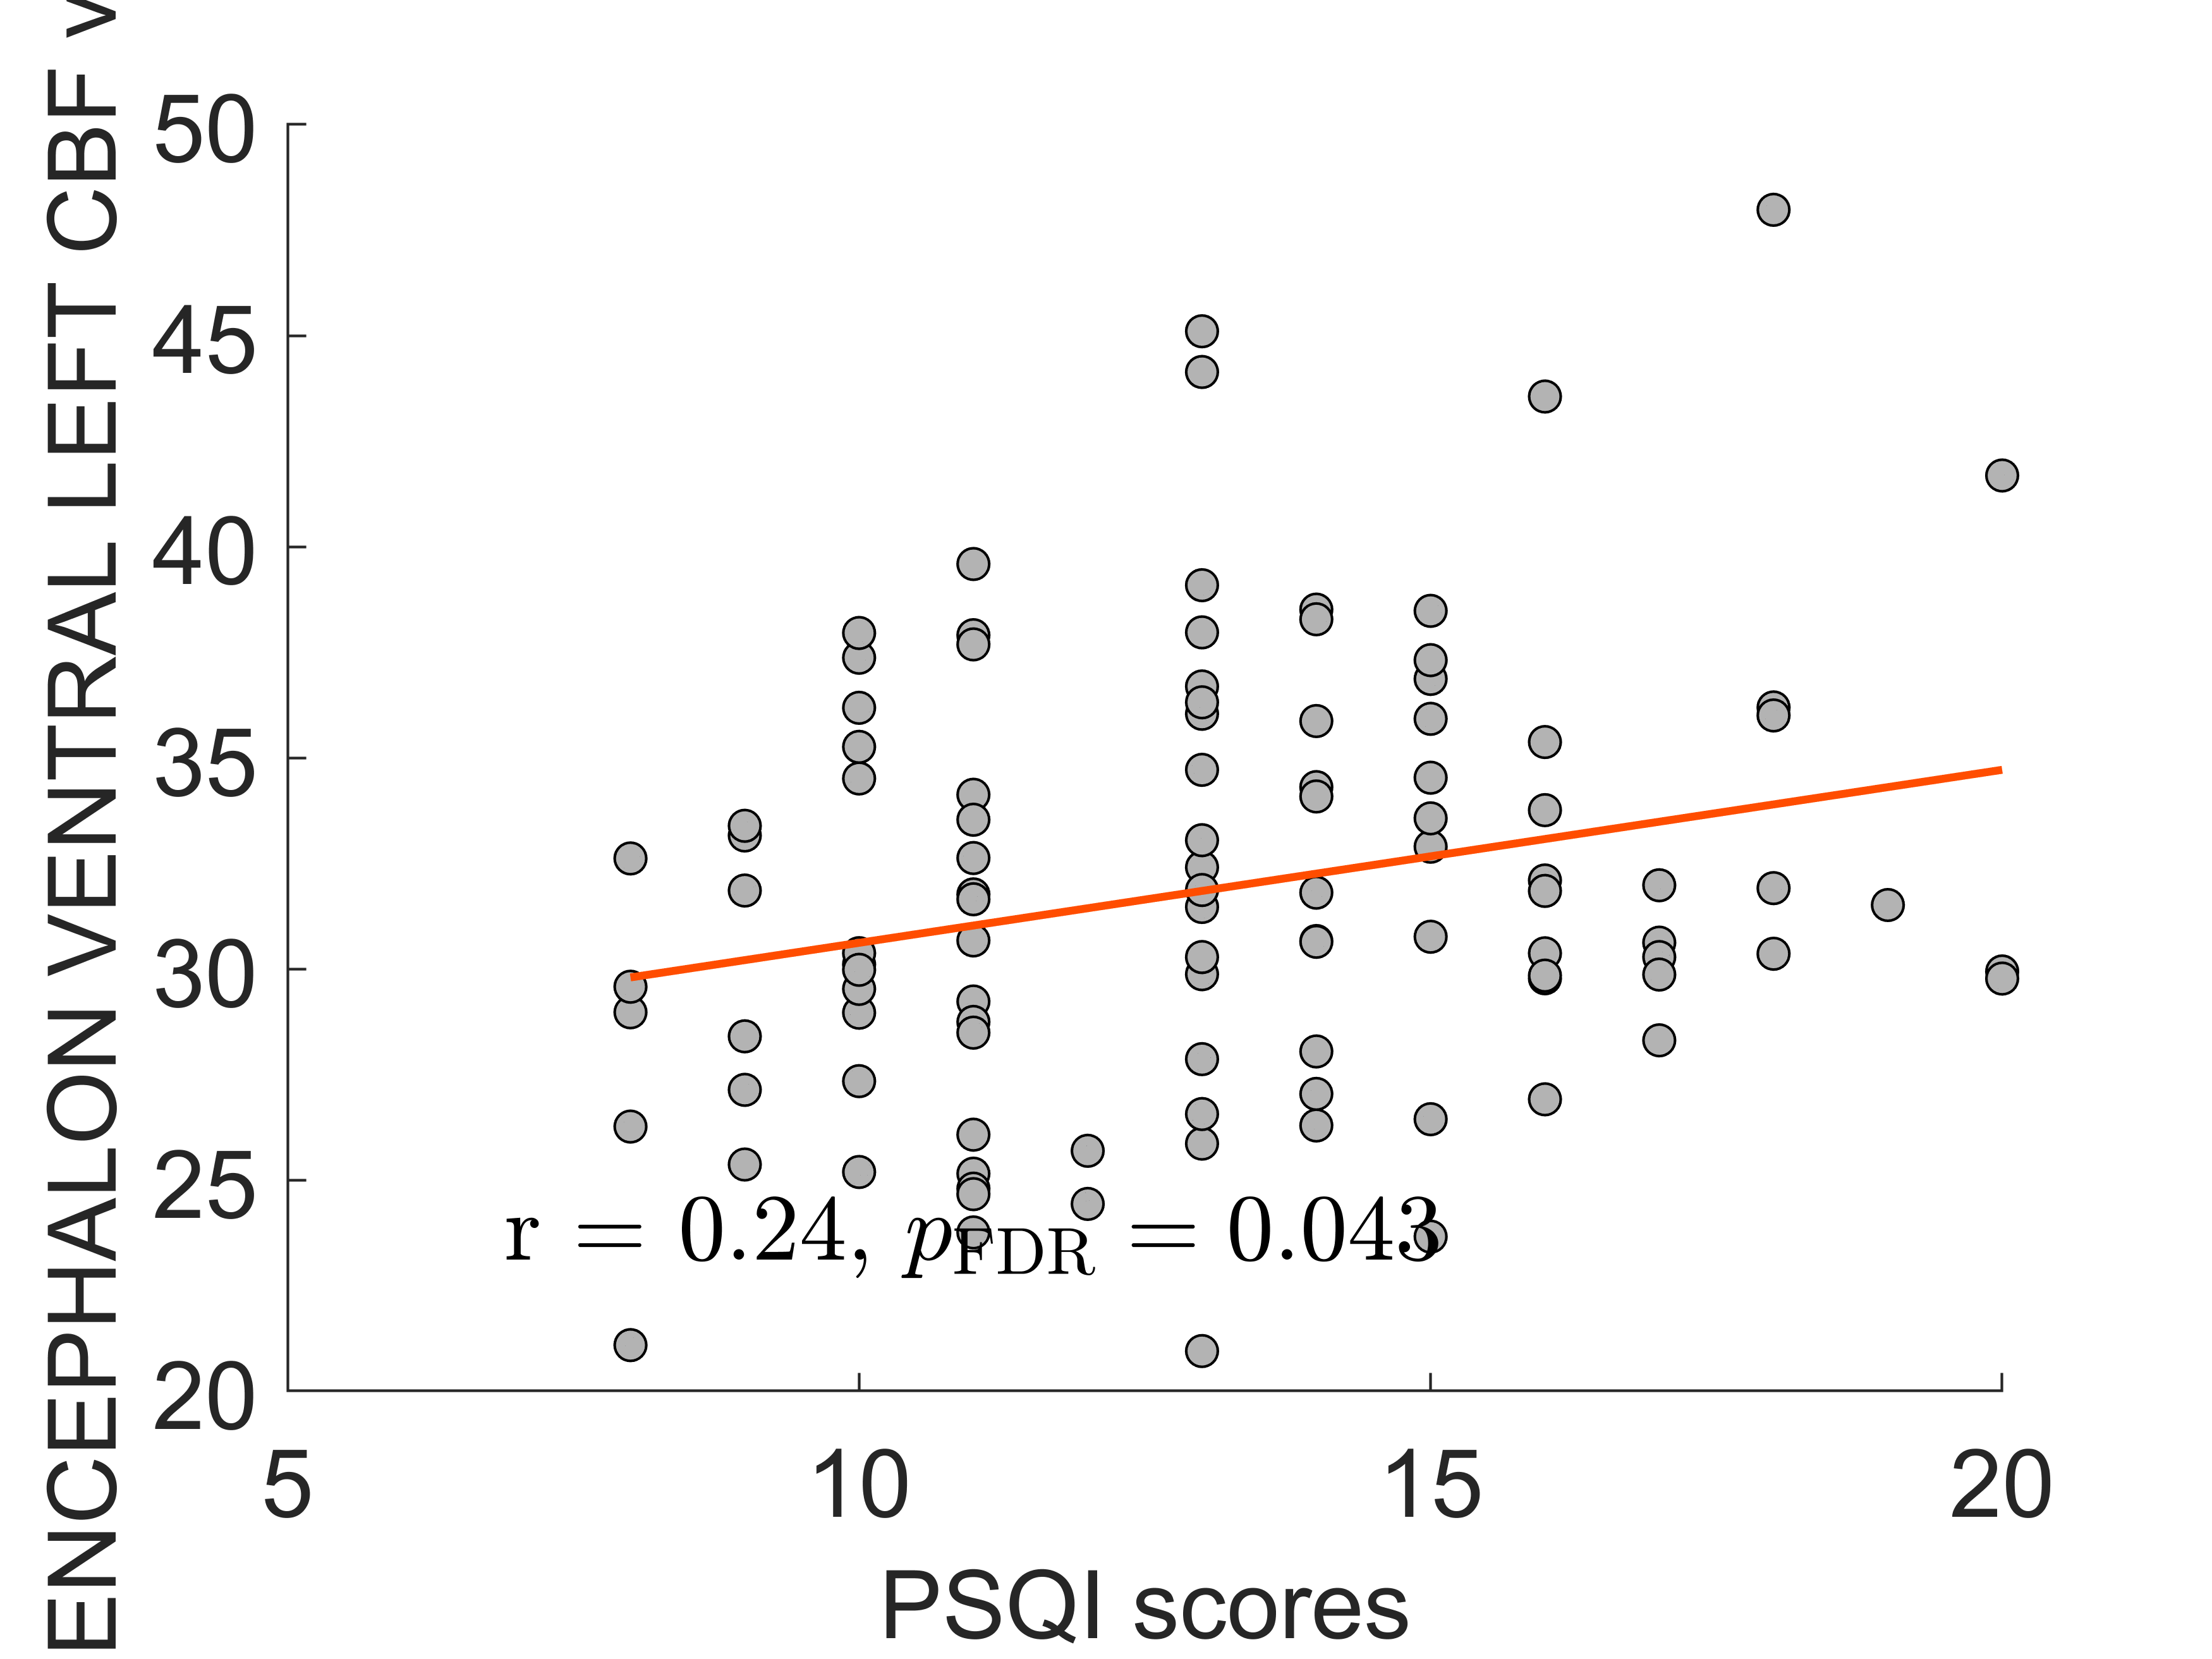 ENCEPHALON VENTRAL LEFT CBF v
50
45
40
35
30
25
20
r = 0.24, pFDR = 0.043
5 10 15 20
PSQI scores